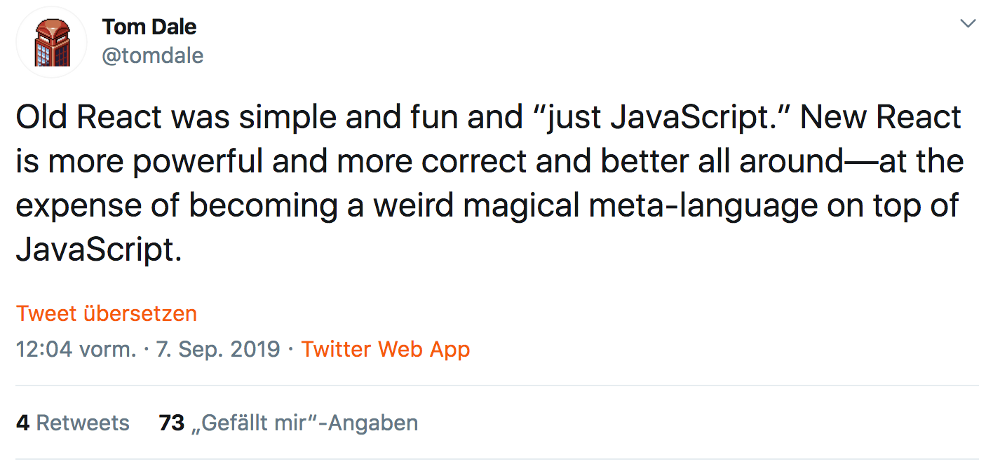 Tom Dale
@tomdale
Old React was simple and fun and “just JavaScript.” New React
is more powerful and more correct and better all around—at the
expense of becoming a weird magical meta-language on top of
JavaScript.
Tweet übersetzen
12:04 vorm. · 7. Sep. 2019 · Twitter Web App
4 Retweets 73 „Gefällt mir“-Angaben